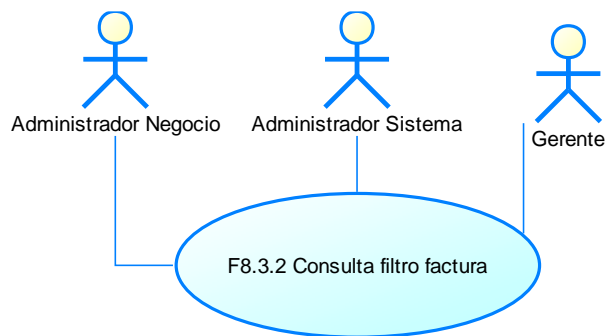 Administrador Negocio
Administrador Sistema
Gerente
F8.3.2 Consulta filtro factura